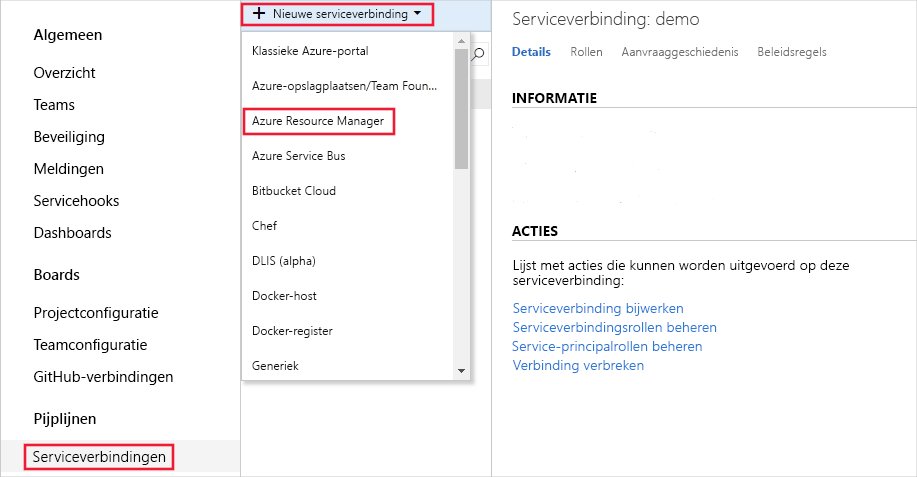 Algemeen
Overzicht
Teams
Beveiliging
Meldingen
Servicehooks
Dashboards
Boards
Projectconfiguratie
Teamconfiguratie
GitHub-verbindingen
Pijplijnen
Serviceverbindingen
+ Nieuwe serviceverbinding
Klassieke Azure-portal
Azure-opslagplaatsen/Team Foun...
Azure Resource Manager
Azure Service Bus
Bitbucket Cloud
Chef
DLIS (alpha)
Docker-host
Docker-register
Generiek
Serviceverbinding: demo
Details Rollen Aanvraaggeschiedenis Beleidsregels
INFORMATIE
ACTIES
Lijst met acties die kunnen worden uitgevoerd op deze
serviceverbinding:
Serviceverbinding bijwerken
Serviceverbindingsrollen beheren
Service-principalrollen beheren
Verbinding verbreken